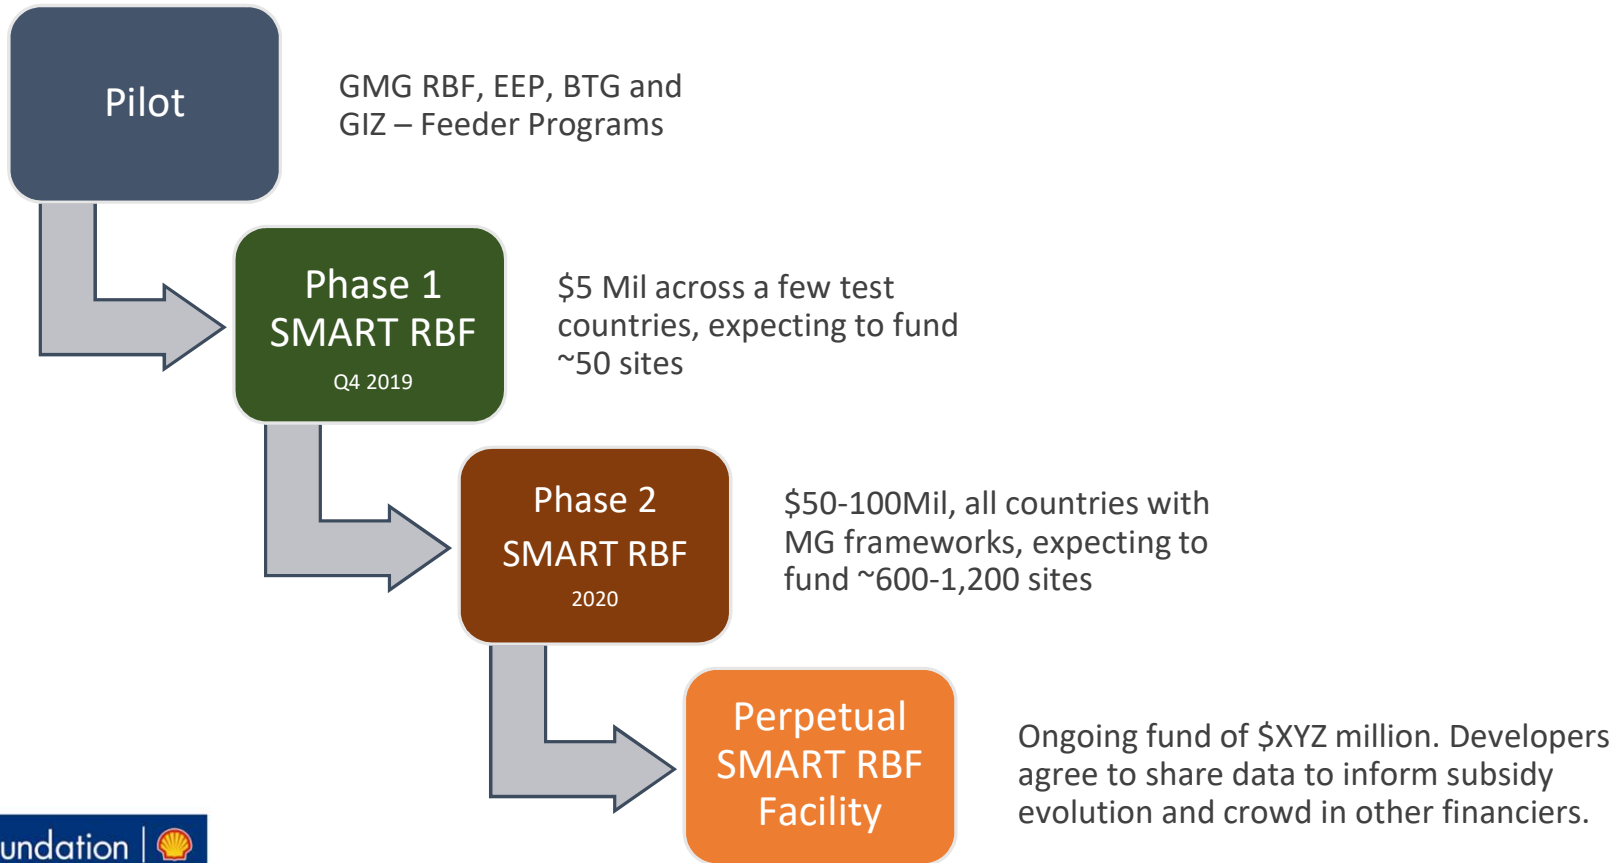 Pilot
GMG RBF, EEP, BTG and
GIZ – Feeder Programs
Phase 1
SMART RBF
Q4 2019
$5 Mil across a few test
countries, expecting to fund
~50 sites
Phase 2
SMART RBF
2020
$50-100Mil, all countries with
MG frameworks, expecting to
fund ~600-1,200 sites
Perpetual
SMART RBF
Facility
Ongoing fund of $XYZ million. Developers
agree to share data to inform subsidy
evolution and crowd in other financiers.
undation